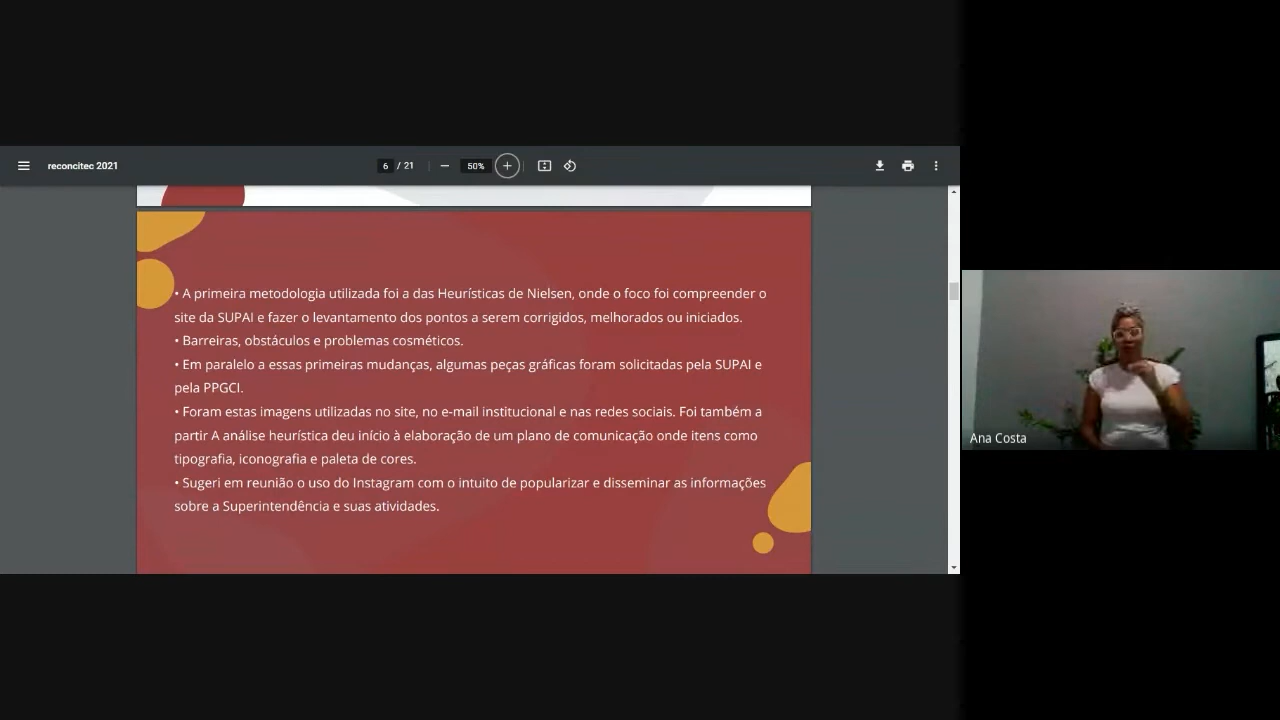 reconcitec 2021
6 / 21
50%
• A primeira metodologia utilizada foi a das Heurísticas de Nielsen, onde o foco foi compreender o
site da SUPAI e fazer o levantamento dos pontos a serem corrigidos, melhorados ou iniciados.
• Barreiras, obstáculos e problemas cosméticos.
• Em paralelo a essas primeiras mudanças, algumas peças gráficas foram solicitadas pela SUPAI e
pela PPGCI.
• Foram estas imagens utilizadas no site, no e-mail institucional e nas redes sociais. Foi também a
partir A análise heurística deu início à elaboração de um plano de comunicação onde itens como
tipografia, iconografia e paleta de cores.
• Sugeri em reunião o uso do Instagram com o intuito de popularizar e disseminar as informações
sobre a Superintendência e suas atividades.
Ana Costa